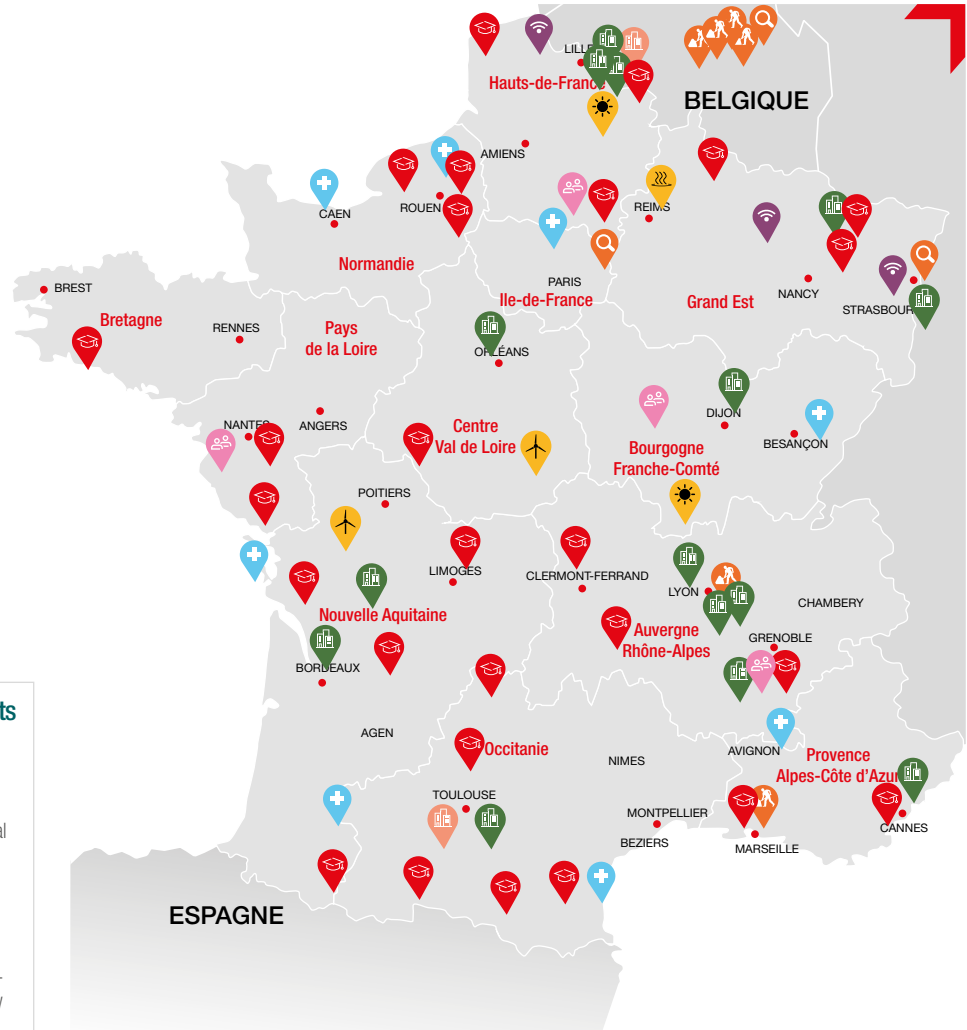 LILLE
Hauts-de-France
BELGIQUE
AMIENS
CAEN
ROUEN
REIMS
Normandie
PARIS
Ile-de-France
Grand Est
NANCY
STRASBOUR
BREST
Bretagne
RENNES
Pays
de la Loire
ORLÉANS
DIJON
BESANÇON
NANTES
ANGERS
Centre
Val de Loire
Bourgogne
Franche-Comté
POITIERS
LIMOGES
CLERMONT-FERRAND
LYON
CHAMBERY
Nouvelle Aquitaine
Auvergne
Rhône-Alpes
GRENOBLE
BORDEAUX
ts
AGEN
Occitanie
NIMES
AVIGNON
Provence
Alpes-Côte d'Azur
TOULOUSE
MONTPELLIER
BEZIERS
MARSEILLE
CANNES
al
ESPAGNE